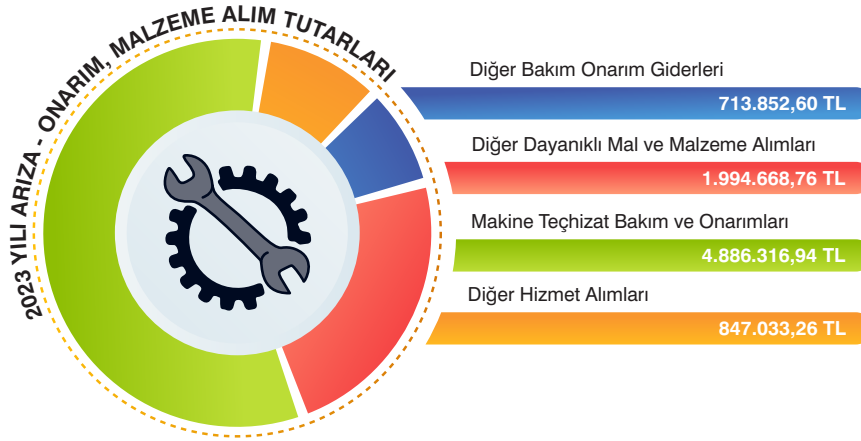 2023 YILI ARIZA - ONARIM, MALZEME ALIM TUTARLARI
Diğer Bakım Onarım Giderleri
713.852,60 TL
Diğer Dayanıklı Mal ve Malzeme Alımları
1.994.668,76 TL
Makine Teçhizat Bakım ve Onarımları
4.886.316,94 TL
Diğer Hizmet Alımları
847.033,26 TL